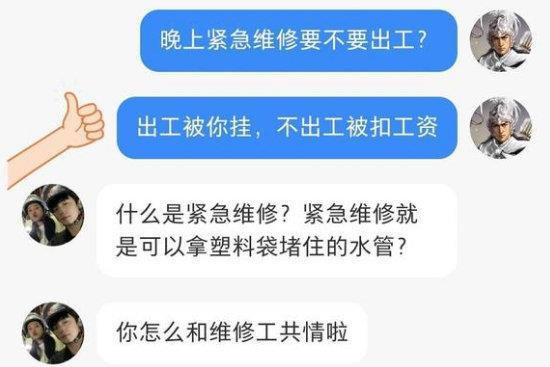 晚上紧急维修要不要出工？
出工被你挂，不出工被扣工资
什么是紧急维修？紧急维修就
是可以拿塑料袋堵住的水管？
你怎么和维修工共情啦